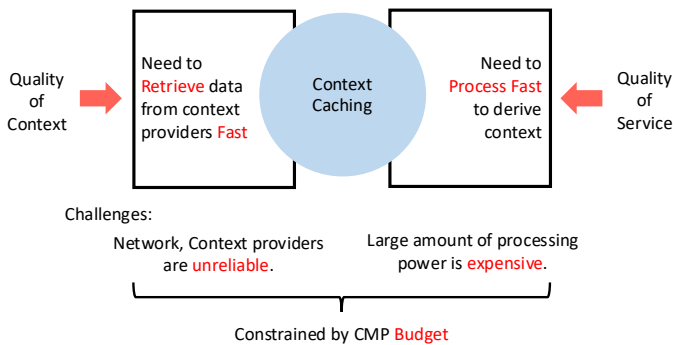 Quality
of
Context
Need to
Retrieve data
from context
providers Fast
Context
Caching
Need to
Process Fast
to derive
context
Quality
of
Service
Challenges:
Network, Context providers
are unreliable.
Large amount of processing
power is expensive.
Constrained by CMP Budget